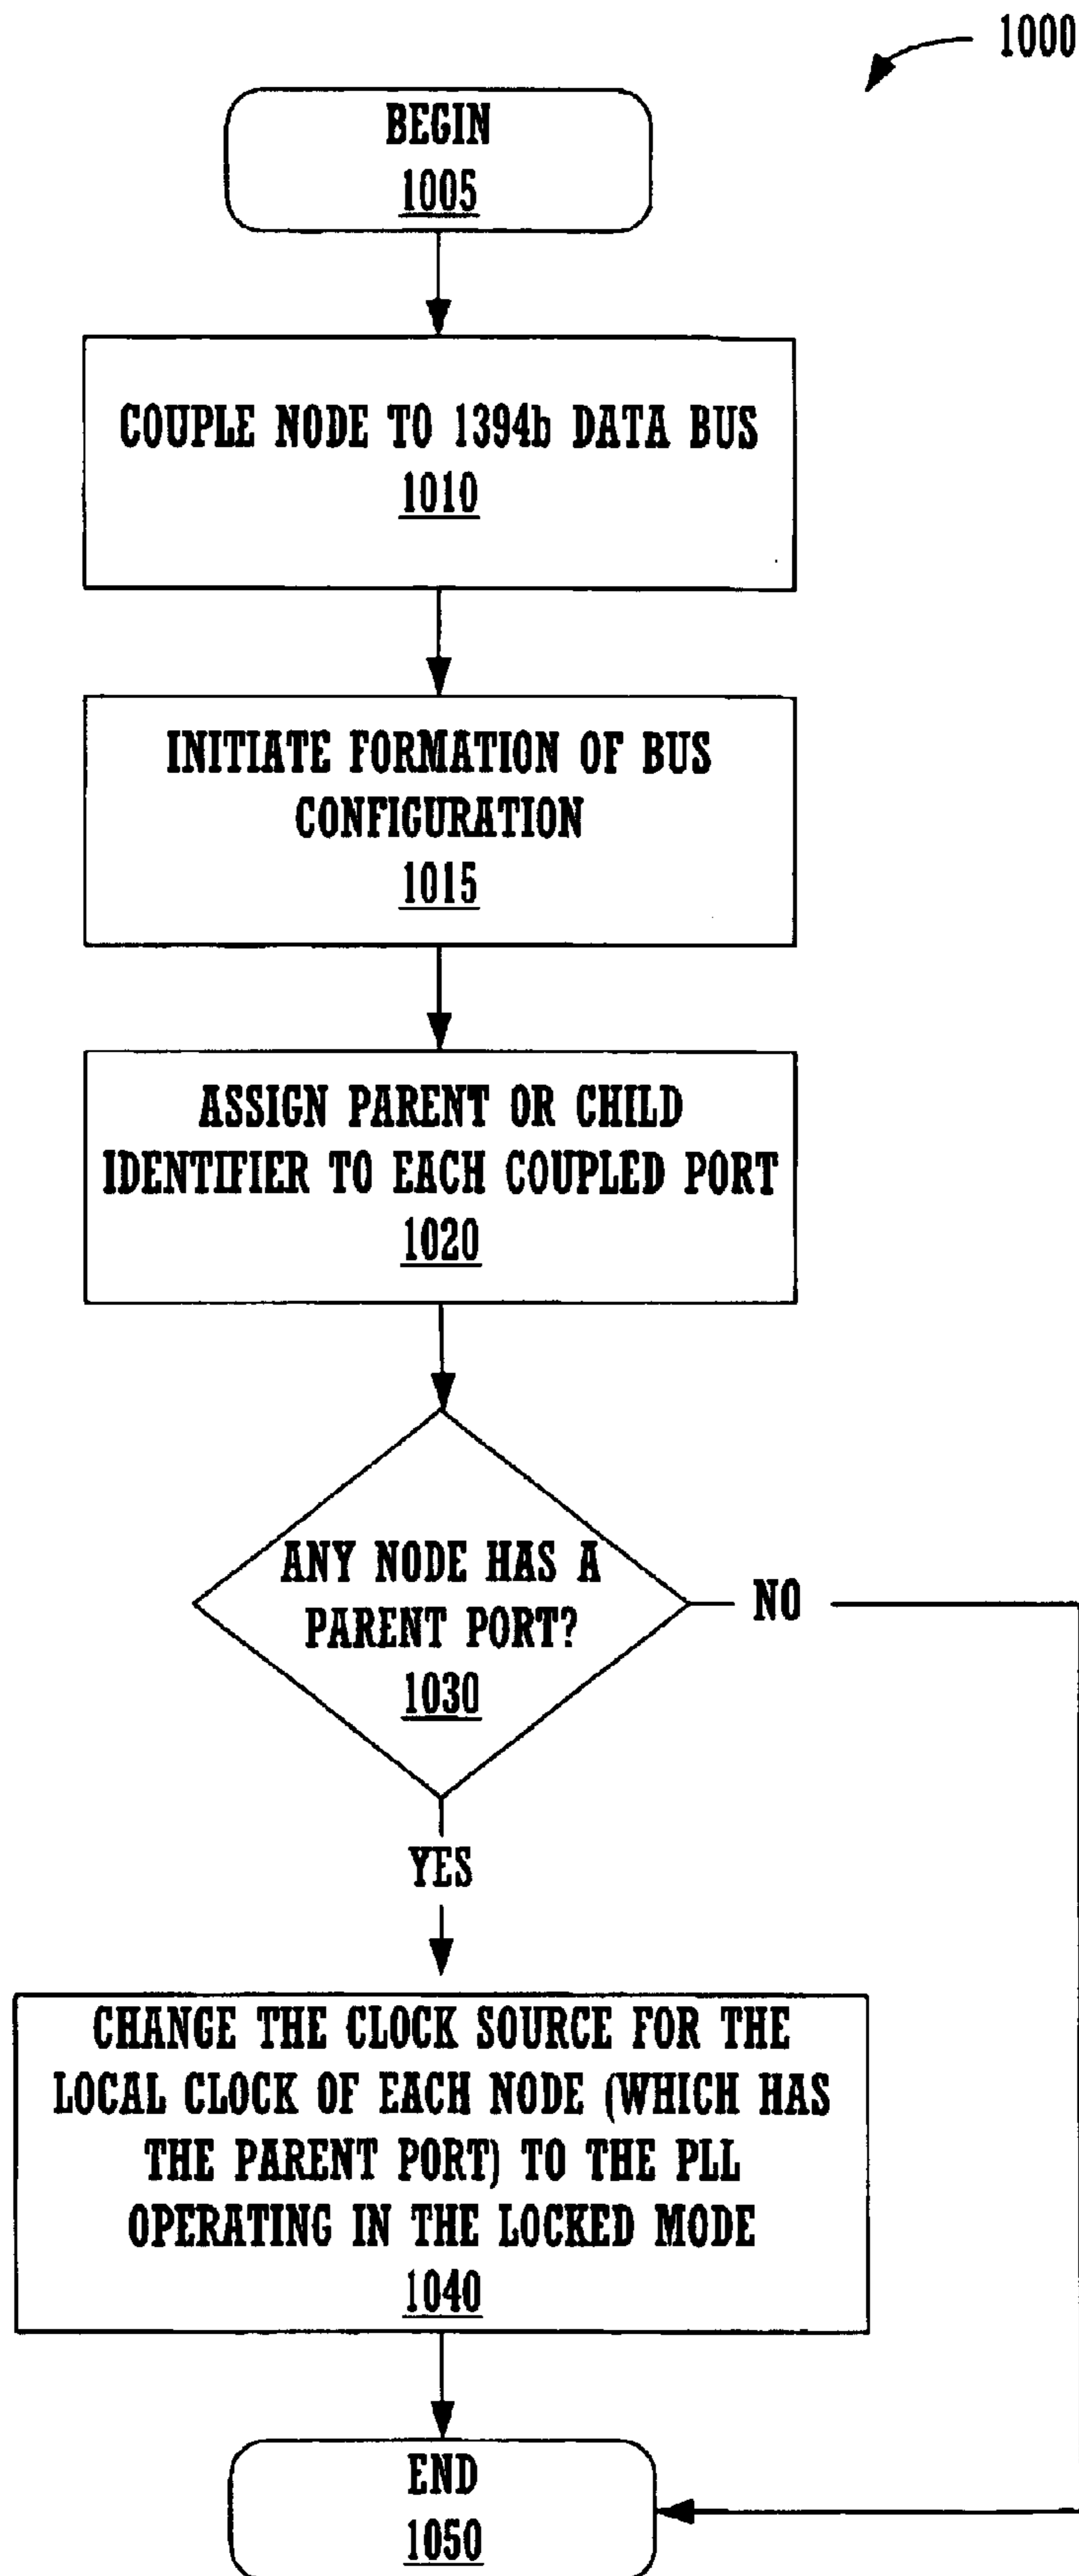 1000
BEGIN
1005
COUPLE NODE TO 1394b DATA BUS
1010
INITIATE FORMATION OF BUS
CONFIGURATION
1015
ASSIGN PARENT OR CHILD
IDENTIFIER TO EACH COUPLED PORT
1020
ANY NODE HAS A
PARENT PORT?
1030
NO
YES
CHANGE THE CLOCK SOURCE FOR THE
LOCAL CLOCK OF EACH NODE (WHICH HAS
THE PARENT PORT) TO THE PLL
OPERATING IN THE LOCKED MODE
1040
END
1050